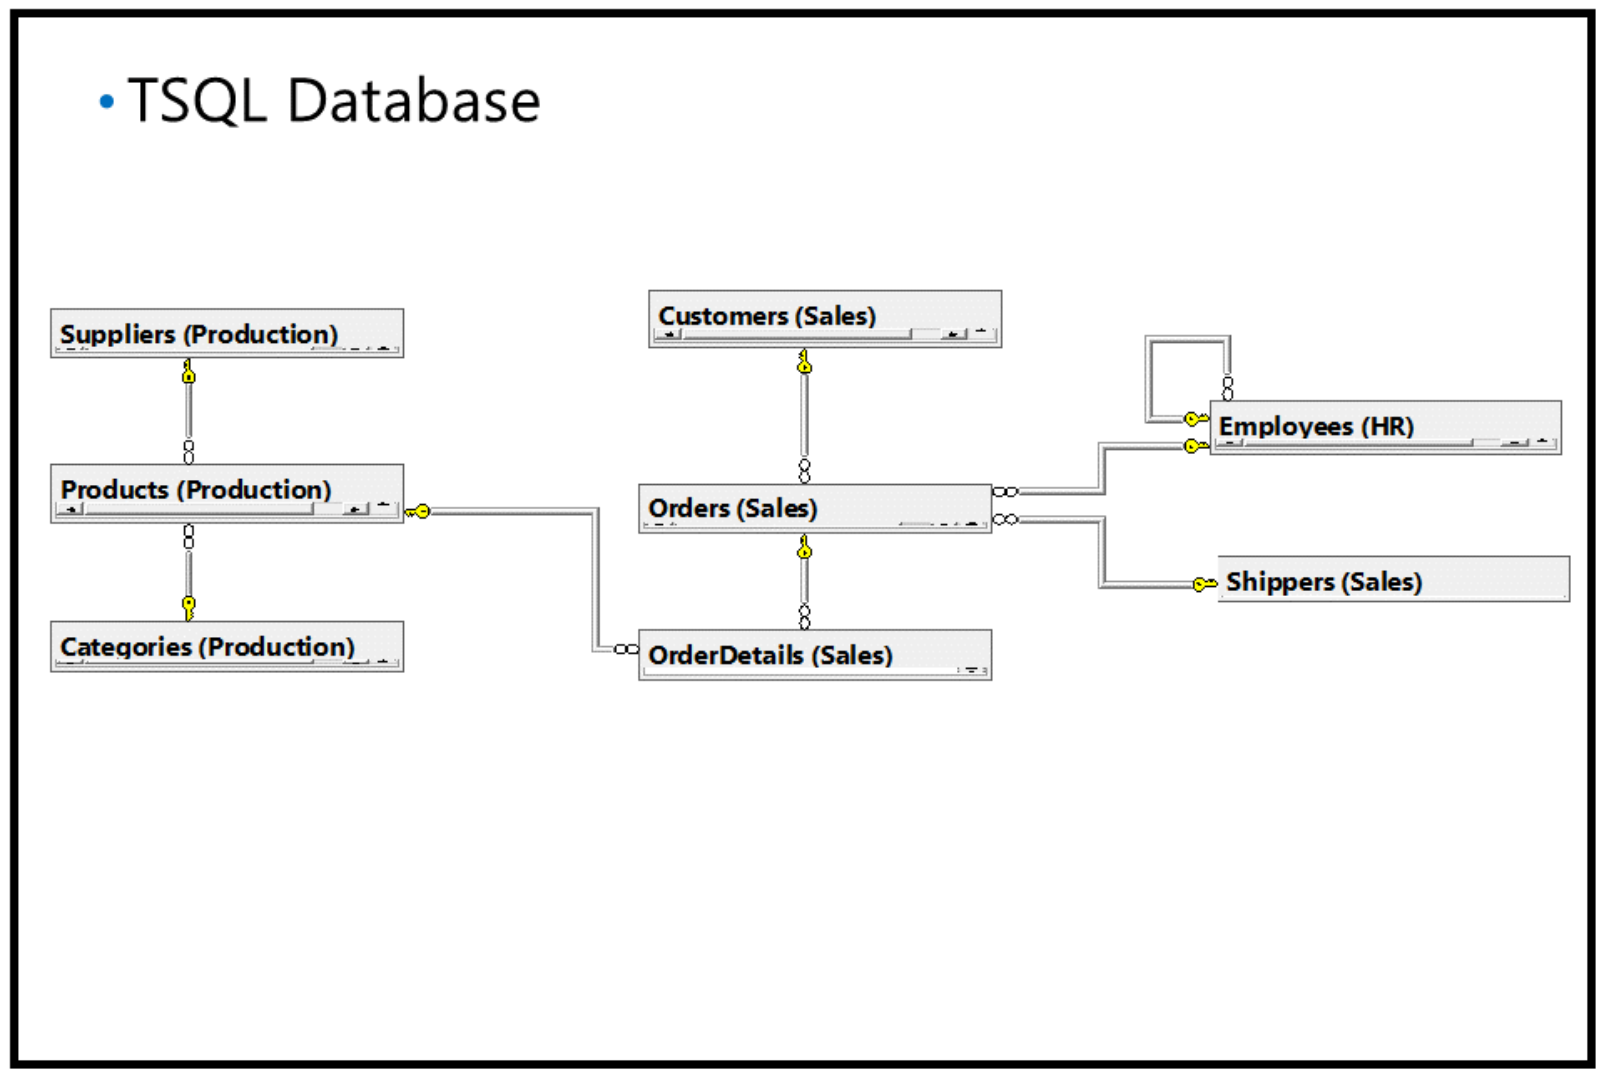 • TSQL Database
Customers (Sales)
Suppliers (Production)
Employees (HR)
Products (Production)
Orders (Sales)
Shippers (Sales)
Categories (Production)
OrderDetails (Sales)